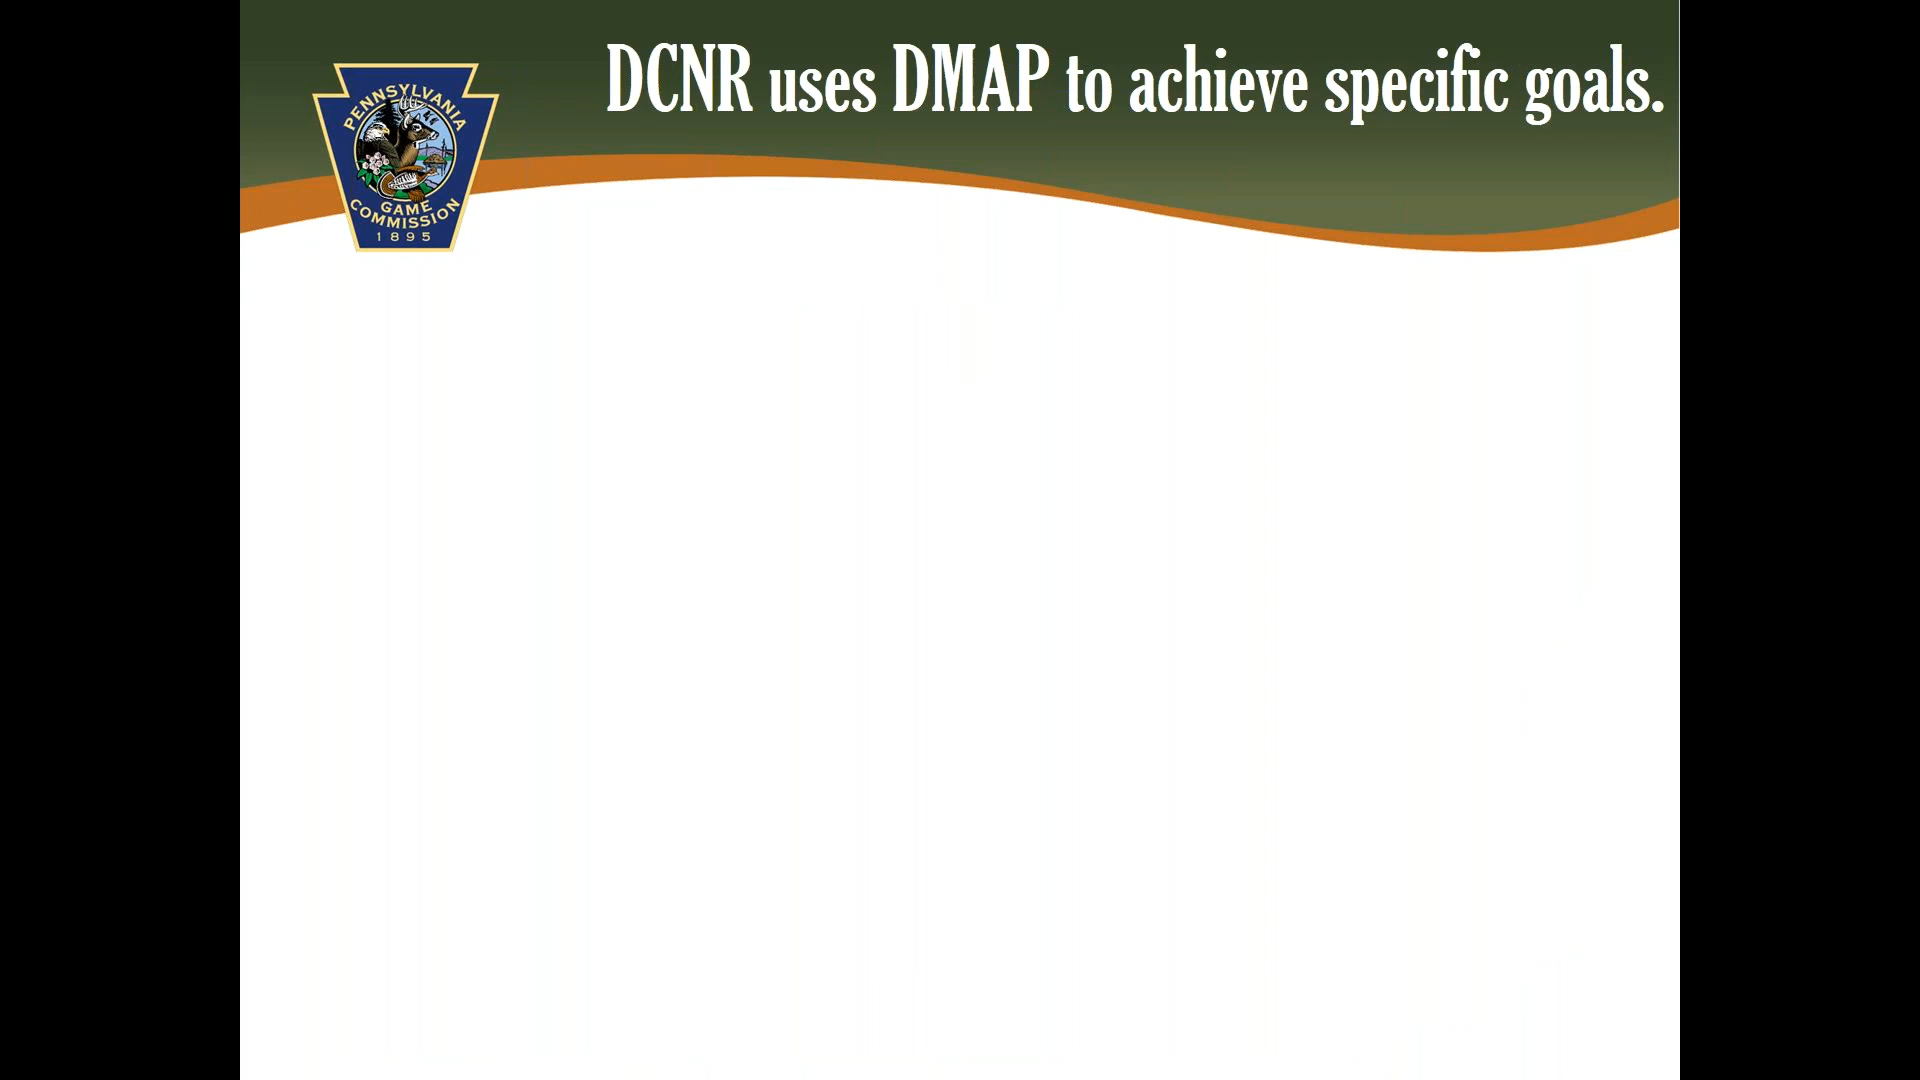 DCNR uses DMAP to achieve specific goals.
PENNSYLVANIA
GAME
COMMISSION
1895